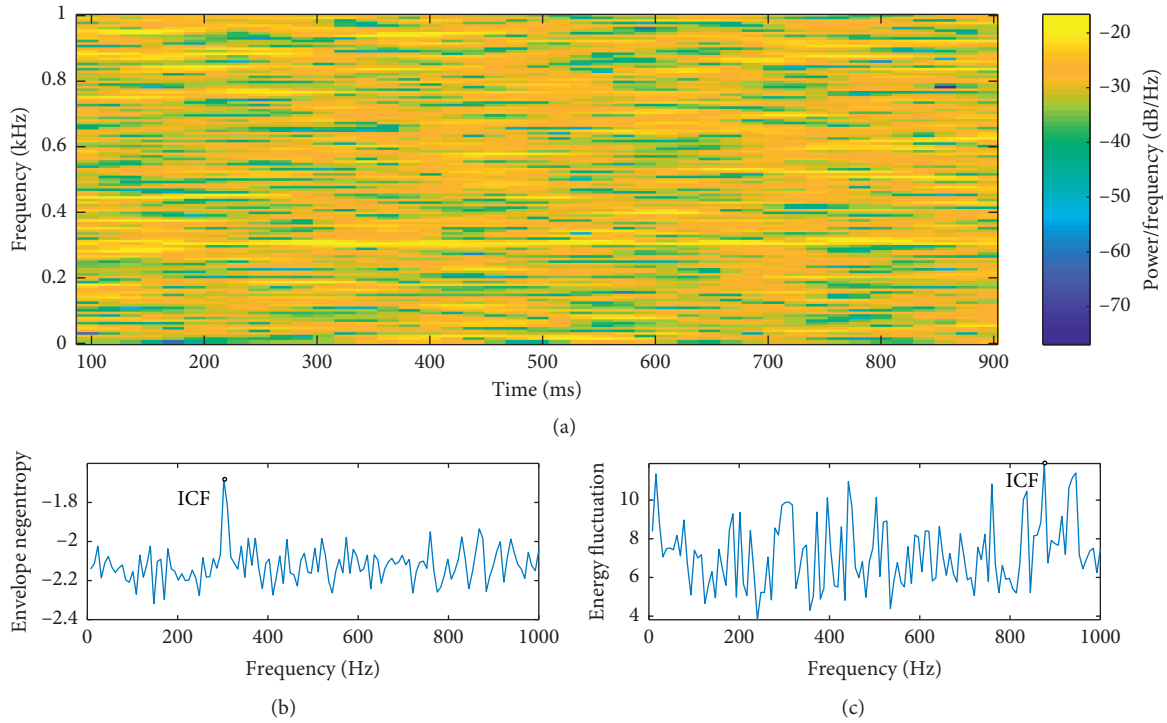 1
0.8
0.6
0.4
0.2
0
Frequency (kHz)
100 200 300 400 500 600 700 800 900
Time (ms)
−20
−30
−40
−50
−60
−70
Power/frequency (dB/Hz)
(a)
Envelope negentropy
−1.8
−2
−2.2
−2.4
ICF
0 200 400 600 800 1000
Frequency (Hz)
(b)
Energy fluctuation
10
8
6
4
ICF
0 200 400 600 800 1000
Frequency (Hz)
(c)